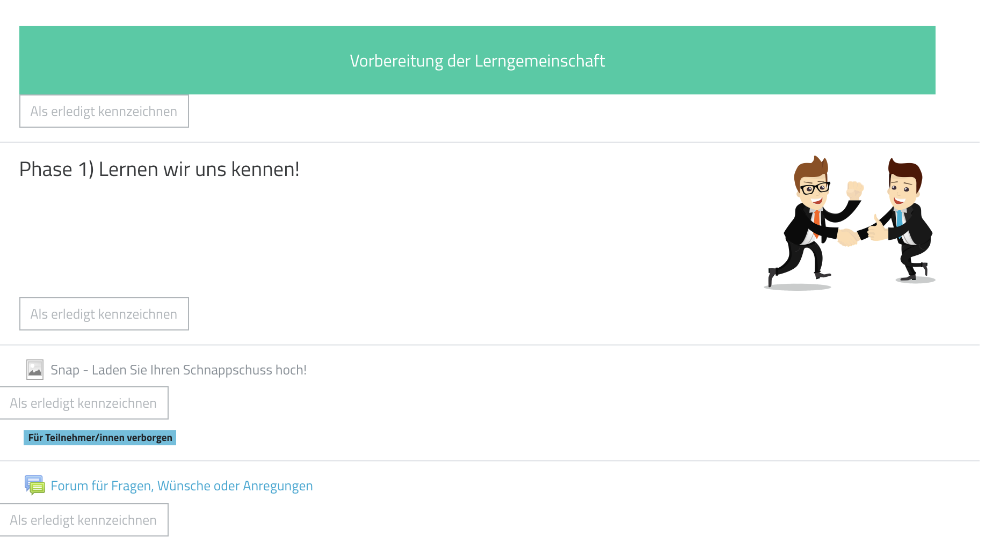 Vorbereitung der Lerngemeinschaft
Als erledigt kennzeichnen
Phase 1) Lernen wir uns kennen!
Als erledigt kennzeichnen
Snap - Laden Sie Ihren Schnappschuss hoch!
Als erledigt kennzeichnen
Für Teilnehmer/innen verborgen
Forum für Fragen, Wünsche oder Anregungen
Als erledigt kennzeichnen